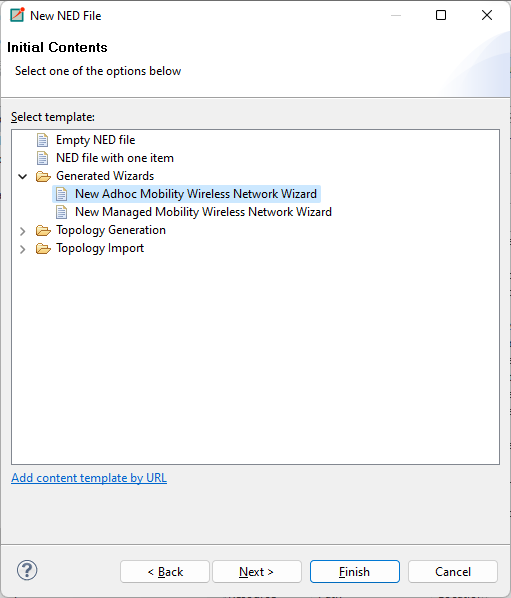 New NED File
Initial Contents
Select one of the options below
Select template:
Empty NED file
NED file with one item
Generated Wizards
New Adhoc Mobility Wireless Network Wizard
New Managed Mobility Wireless Network Wizard
Topology Generation
Topology Import
Add content template by URL
? < Back Next > Finish Cancel